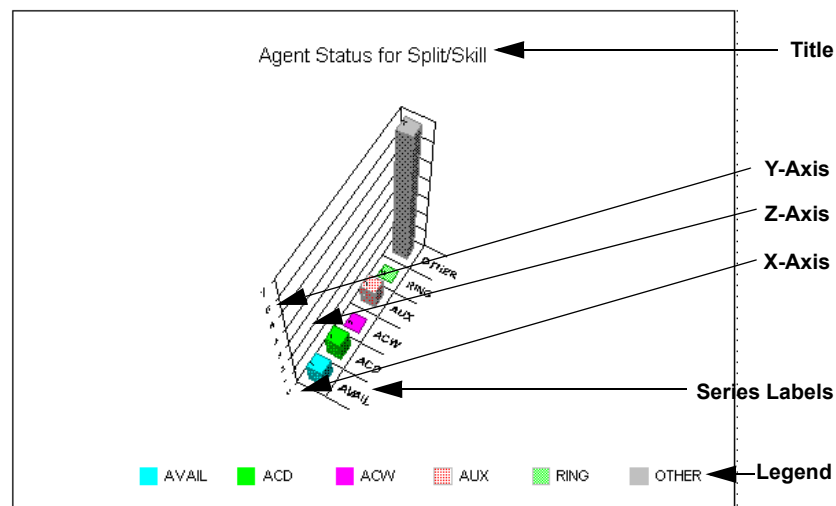 Agent Status for Split/Skill
Title
Y-Axis
Z-Axis
X-Axis
OTHER
RING
AUX
ACW
ACD
AVAIL
Series Labels
AVAIL ACD ACW AUX RING OTHER
Legend